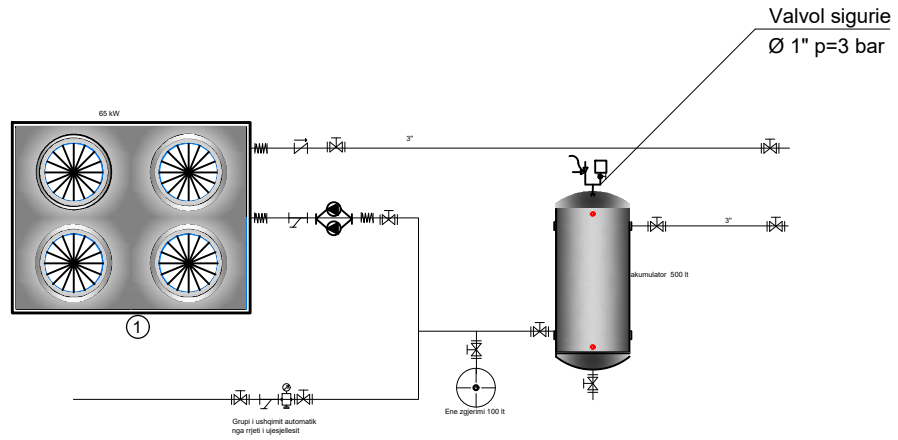 Valvol sigurie
Ø 1" p=3 bar
65 kW
3"
3"
akumulator 500 lt
1
Ene zgjerimi 100 lt
Grupi i ushqimit automatik
nga rrjeti i ujesjellesit